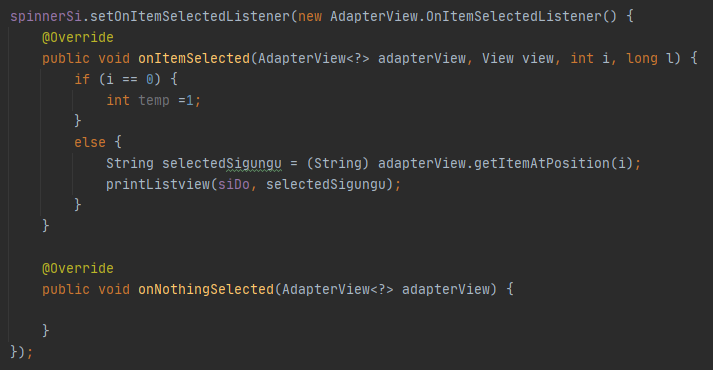 spinnerSi.setOnItemSelectedListener(new AdapterView.OnItemSelectedListener() {
    @Override
    public void onItemSelected(AdapterView<?> adapterView, View view, int i, long l) {
        if (i == 0) {
            int temp =1;
        }
        else {
            String selectedSigungu = (String) adapterView.getItemAtPosition(i);
            printListview(siDo, selectedSigungu);
        }
    }
    @Override
    public void onNothingSelected(AdapterView<?> adapterView) {
    }
});